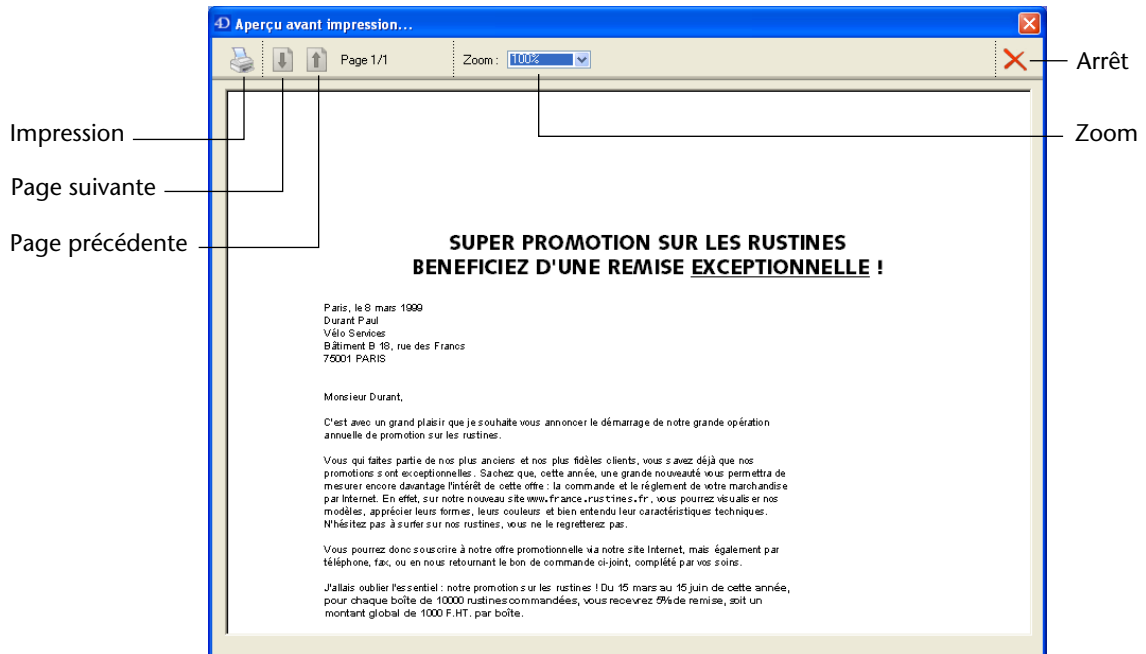 4D Aperçu avant impression...
Page 1/1
Zoom :
100%
Arrêt
Zoom
Impression
Page suivante
Page précédente
SUPER PROMOTION SUR LES RUSTINES
BENEFICIEZ D'UNE REMISE EXCEPTIONNELLE !
Paris, le 8 mars 1999
Durant Paul
Vélo Services
Bâtiment B 18, rue des Francs
75001 PARIS
Monsieur Durant,
C'est avec un grand plaisir que je souhaite vous annoncer le démarrage de notre grande opération
annuelle de promotion sur les rustines.
Vous qui faites partie de nos plus anciens et nos plus fidèles clients, vous savez déjà que nos
promotions sont exceptionnelles. Sachez que, cette année, une grande nouveauté vous permettra de
mesurer encore davantage l'intérêt de cette offre : la commande et le réglement de votre marchandise
par Internet. En effet, sur notre nouveau site www.france.rustines.fr, vous pourrez visualiser nos
modèles, apprécier leurs formes, leurs couleurs et bien entendu leur caractéristiques techniques.
N'hésitez pas à surfer sur nos rustines, vous ne le regretterez pas.
Vous pourrez donc souscrire à notre offre promotionnelle via notre site Internet, mais également par
téléphone, fax, ou en nous retournant le bon de commande ci-joint, complété par vos soins.
J'allais oublier l'essentiel : notre promotion sur les rustines ! Du 15 mars au 15 juin de cette année,
pour chaque boîte de 10000 rustines commandées, vous recevrez 5% de remise, soit un
montant global de 1000 F.HT. par boîte.